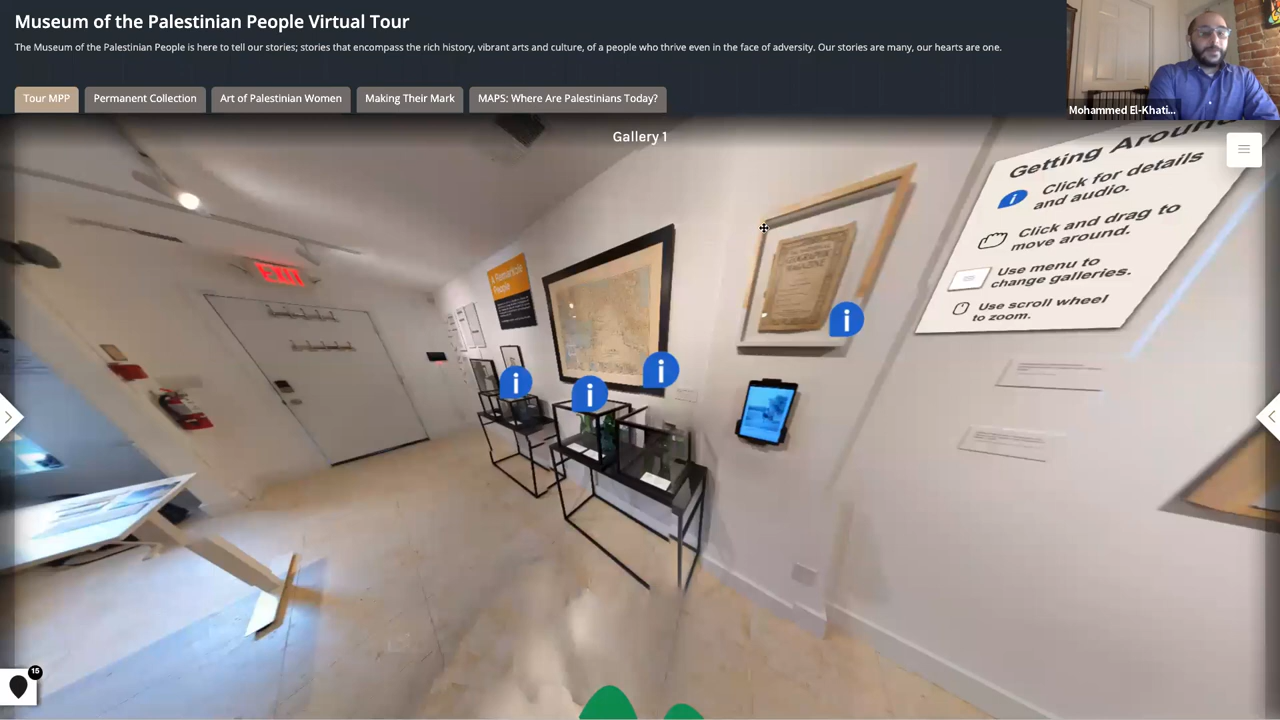 Museum of the Palestinian People Virtual Tour
The Museum of the Palestinian People is here to tell our stories; stories that encompass the rich history, vibrant arts and culture, of a people who thrive even in the face of adversity. Our stories are many, our hearts are one.
Tour MPP
Permanent Collection
Art of Palestinian Women
Making Their Mark
MAPS: Where Are Palestinians Today?
Mohammed El-Khati...
Gallery 1
EXIT
A Remarkable
People
GEOGRAPHIC
MAGAZINE
Getting Around
i Click for details
and audio.
Click and drag to
move around.
Use menu to
change galleries.
Use scroll wheel
to zoom.
i
i
i
i
15